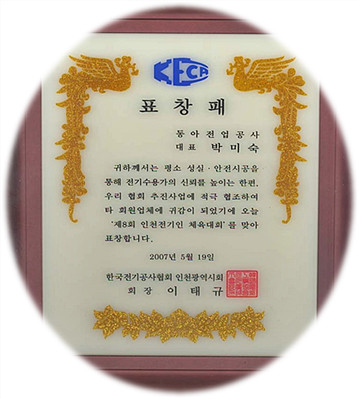 KECA
표창패
동아전업공사
대표 박미숙
귀하께서는 평소 성실·안전시공을
통해 전기수용가의 신뢰를 높이는 한편,
우리 협회 추진사업에 적극 협조하여
타 회원업체에 귀감이 되었기에 오늘
‘제8회 인천전기인 체육대회’를 맞아
표창합니다.
2007년 5월 19일
한국전기공사협회 인천광역시회
회장 이태규